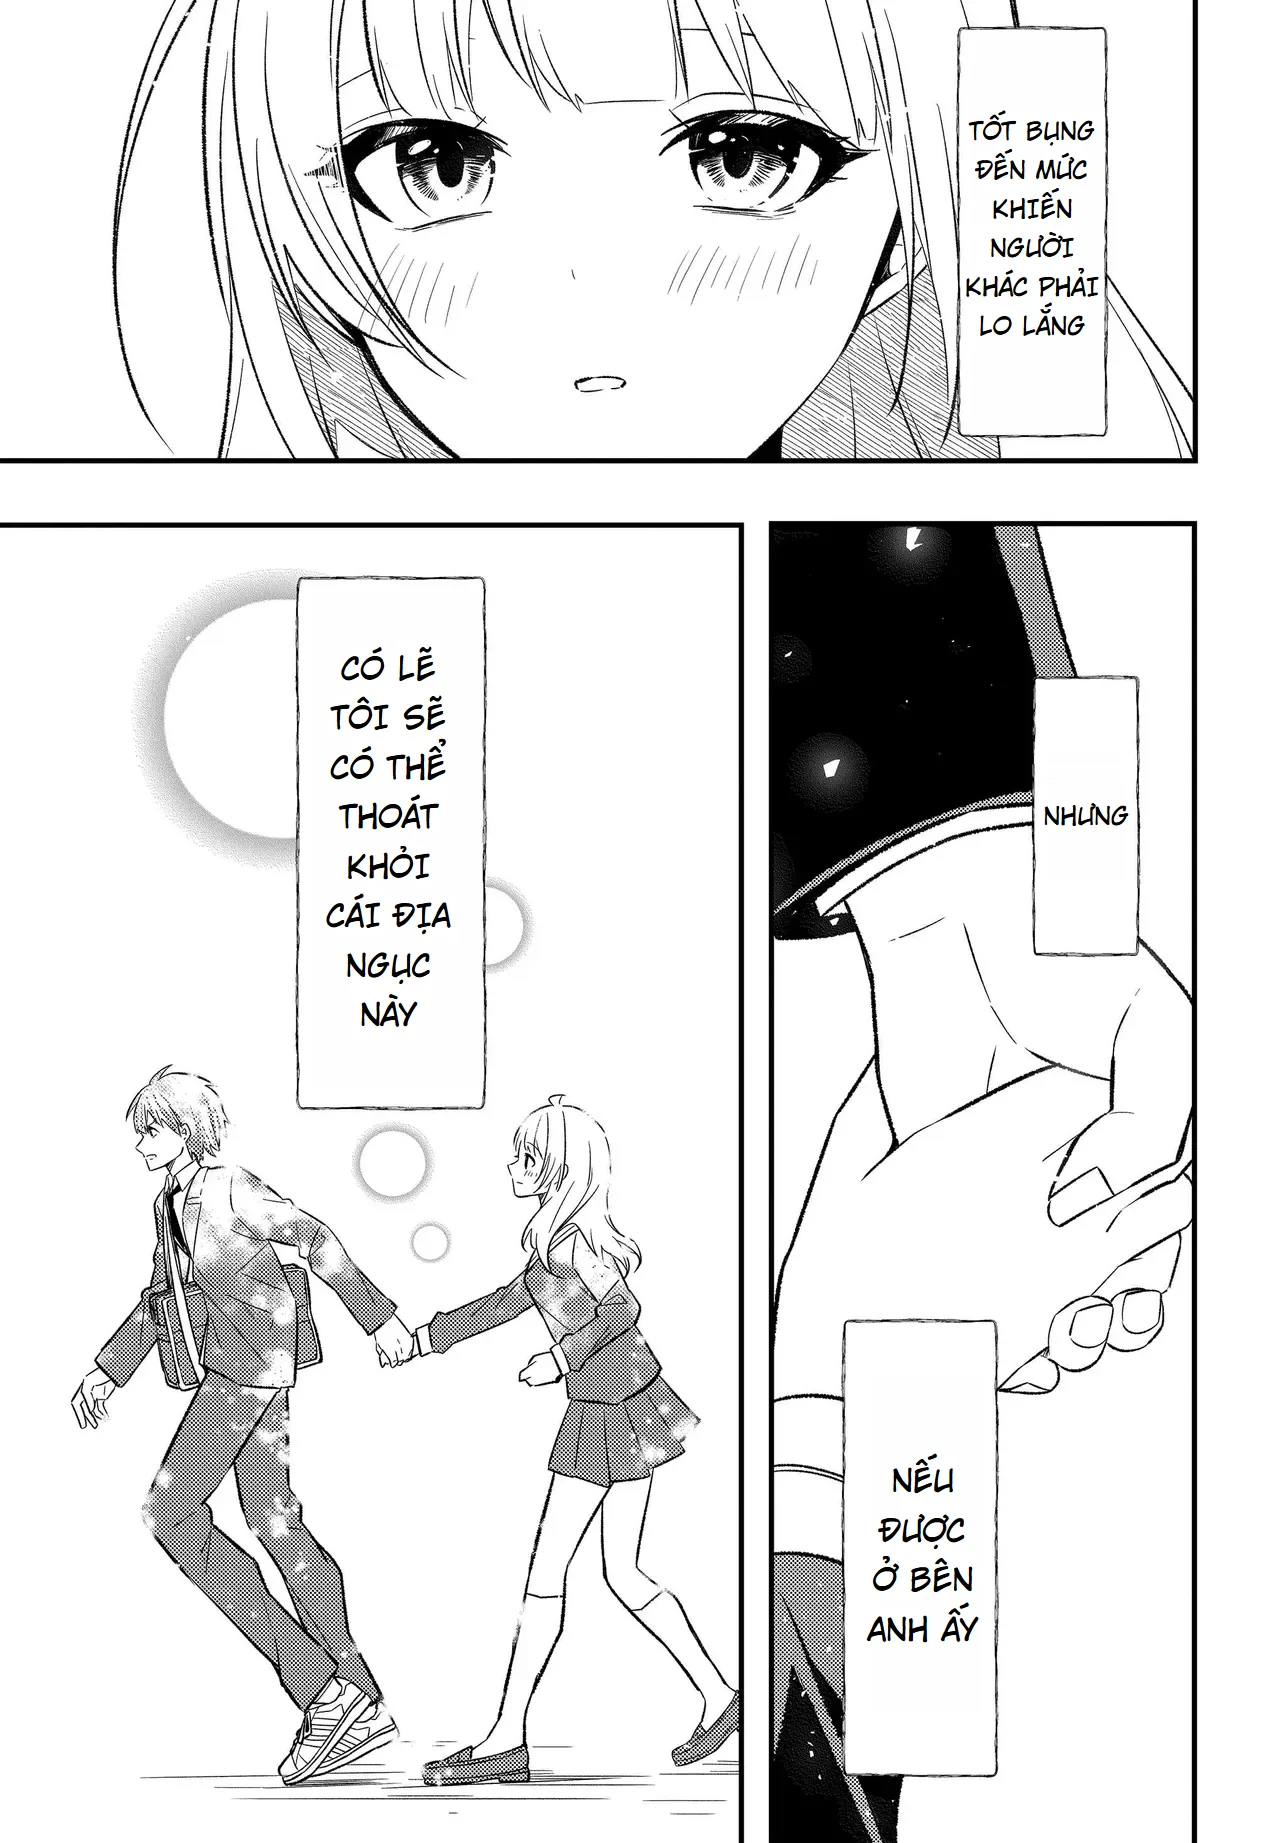 TỐT BỤNG
ĐẾN MỨC
KHIẾN
NGƯỜI
KHÁC PHẢI
LO LẮNG
NHƯNG
NẾU
ĐƯỢC
Ở BÊN
ANH ẤY
CÓ LẼ
TÔI SẼ
CÓ THỂ
THOÁT
KHỎI
CÁI ĐỊA
NGỤC
NÀY